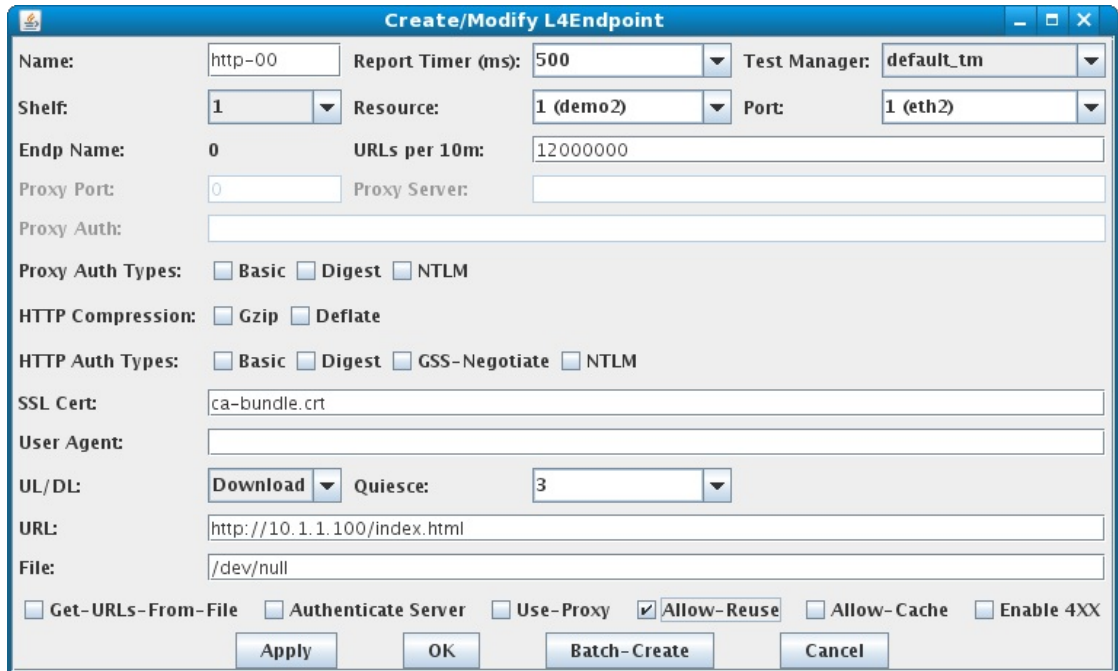 Create/Modify L4Endpoint
Name: http-00 Report Timer (ms): 500 Test Manager: default_tm
Shelf: 1 Resource: 1 (demo2) Port: 1 (eth2)
Endp Name: 0 URLs per 10m: 12000000
Proxy Port: 0 Proxy Server:
Proxy Auth:
Proxy Auth Types: Basic Digest NTLM
HTTP Compression: Gzip Deflate
HTTP Auth Types: Basic Digest GSS-Negotiate NTLM
SSL Cert: ca-bundle.crt
User Agent:
UL/DL: Download Quiesce: 3
URL: http://10.1.1.100/index.html
File: /dev/null
Get-URLs-From-File Authenticate Server Use-Proxy Allow-Reuse Allow-Cache Enable 4XX
Apply OK Batch-Create Cancel